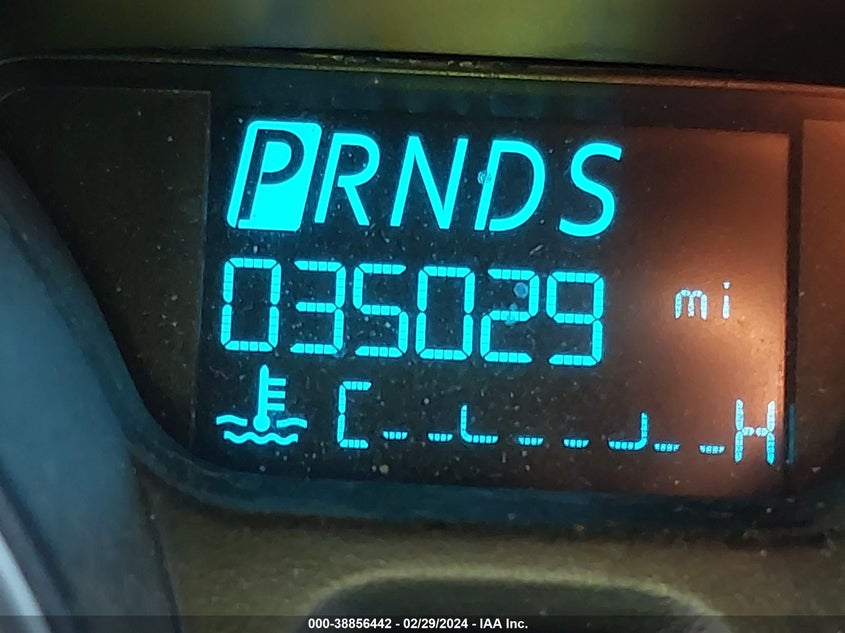 PRNDS
035029 mi
C H
000-38856442 - 02/29/2024 - IAA Inc.